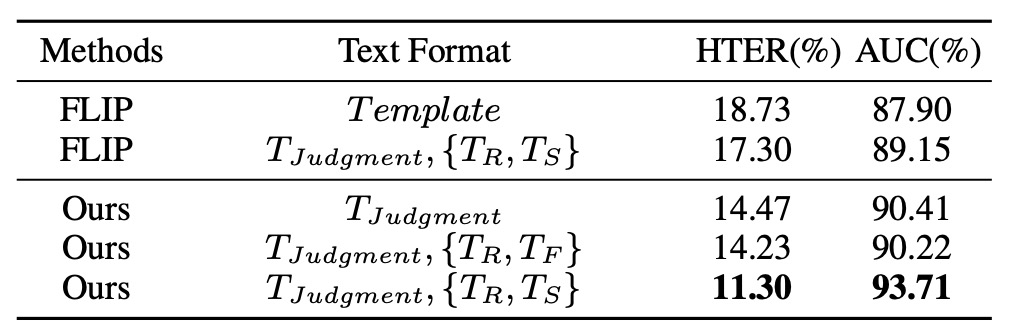 Methods Text Format HTER(%) AUC(%)
FLIP Template 18.73 87.90
FLIP T_{Judgment}, {T_R, T_S} 17.30 89.15
Ours T_{Judgment} 14.47 90.41
Ours T_{Judgment}, {T_R, T_F} 14.23 90.22
Ours T_{Judgment}, {T_R, T_S} 11.30 93.71